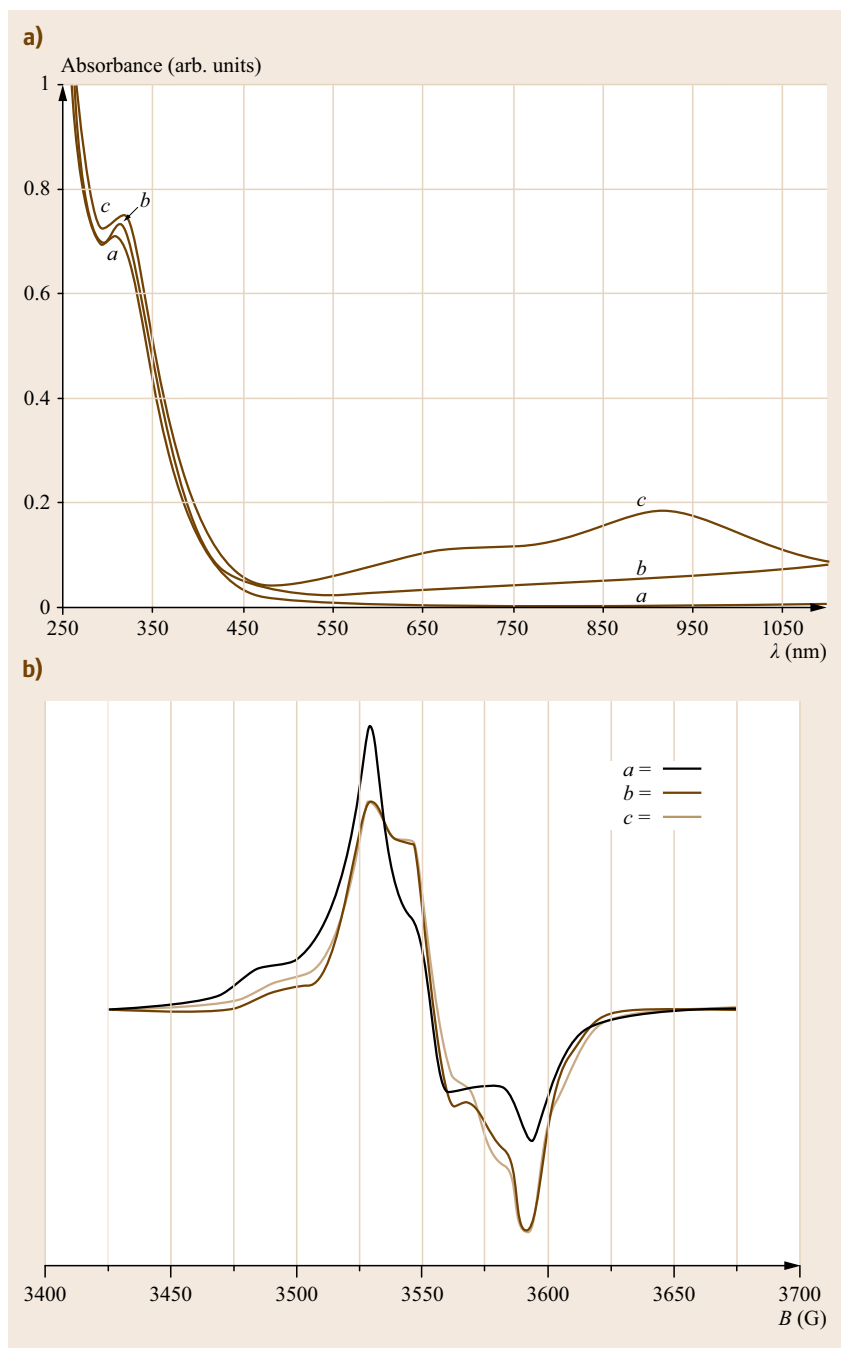 a)
Absorbance (arb. units)
1
0.8
c
b
a
0.6
0.4
0.2
c
b
a
0
250 350 450 550 650 750 850 950 1050
λ (nm)
b)
a =
b =
c =
3400 3450 3500 3550 3600 3650 3700
B (G)